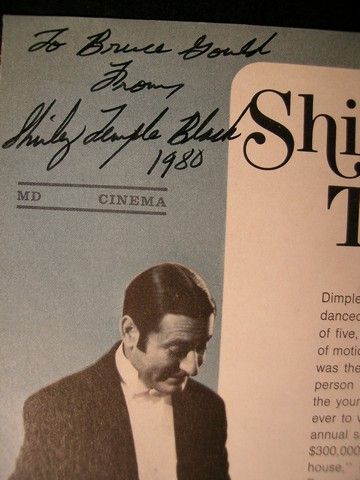 To Bruce Gould
From
Shirley Temple Black
1980
MD CINEMA
Shi
T
Dimple
danced
of five,
of motio
was the
person
the your
ever to v
annual s
$300,000
house,"